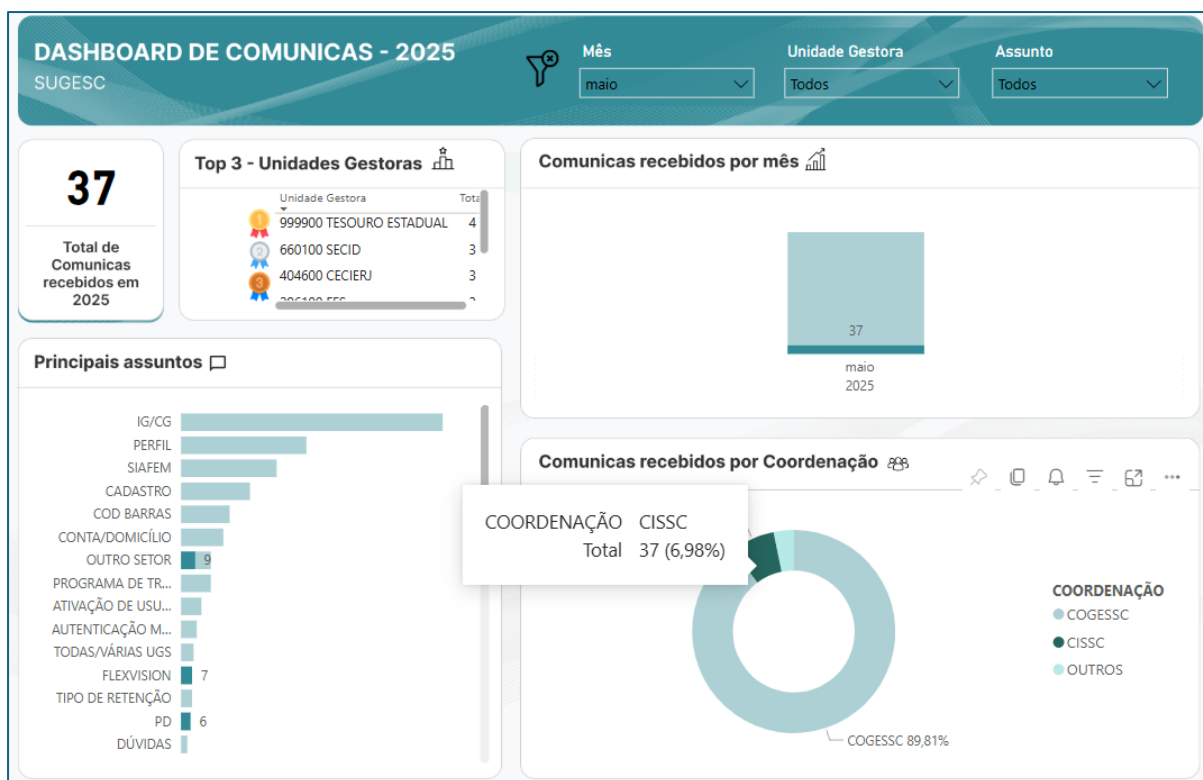 DASHBOARD DE COMUNICAS - 2025
SUGESC
Mês
maio
Unidade Gestora
Todos
Assunto
Todos
37
Total de
Comunicas
recebidos em
2025
Top 3 - Unidades Gestoras
Unidade Gestora
Tota
1
999900 TESOURO ESTADUAL 4
2
660100 SECID 3
3
404600 CECIERJ 3
Comunicas recebidos por mês
37
maio
2025
Principais assuntos
IG/CG
PERFIL
SIAFEM
CADASTRO
COD BARRAS
CONTA/DOMICÍLIO
OUTRO SETOR 9
PROGRAMA DE TR...
ATIVAÇÃO DE USU...
AUTENTICAÇÃO M...
TODAS/VÁRIAS UGS
FLEXVISION 7
TIPO DE RETENÇÃO
PD 6
DÚVIDAS
Comunicas recebidos por Coordenação
COORDENAÇÃO CISSC
Total 37 (6,98%)
COGESSC 89,81%
COORDENAÇÃO
COGESSC
CISSC
OUTROS